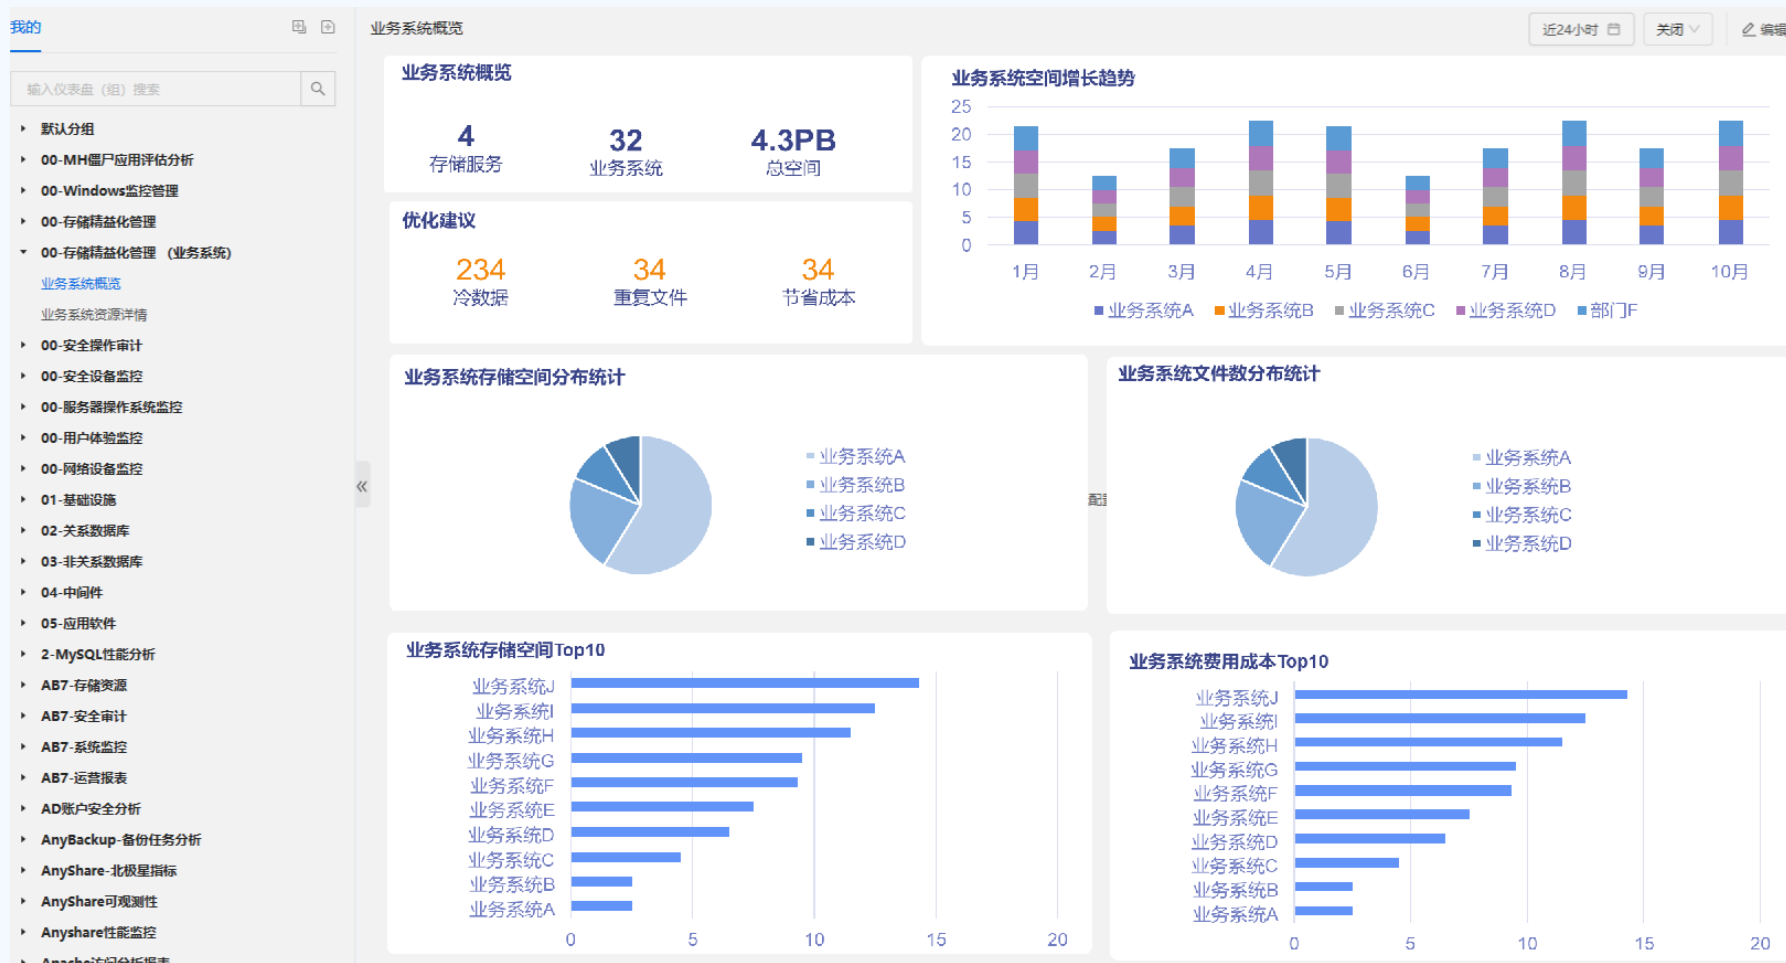 我的
输入仪表盘（组）搜索
默认分组
00-MH僵尸应用评估分析
00-Windows监控管理
00-存储精益化管理
00-存储精益化管理 （业务系统)
业务系统概览
业务系统资源详情
00-安全操作审计
00-安全设备监控
00-服务器操作系统监控
00-用户体验监控
00-网络设备监控
01-基础设施
02-关系数据库
03-非关系数据库
04-中间件
05-应用软件
2-MySQL性能分析
AB7-存储资源
AB7-安全审计
AB7-系统监控
AB7-运营报表
AD账户安全分析
AnyBackup-备份任务分析
AnyShare-北极星指标
AnyShare可观测性
Anyshare性能监控
Apache访问分析报表
业务系统概览
近24小时
关闭
编辑
业务系统概览
4 32 4.3PB
存储服务 业务系统 总空间
优化建议
234 34 34
冷数据 重复文件 节省成本
业务系统空间增长趋势
25
20
15
10
5
0
1月 2月 3月 4月 5月 6月 7月 8月 9月 10月
业务系统A 业务系统B 业务系统C 业务系统D 部门F
业务系统存储空间分布统计
业务系统A
业务系统B
业务系统C
业务系统D
配置
业务系统文件数分布统计
业务系统A
业务系统B
业务系统C
业务系统D
业务系统存储空间Top10
业务系统J
业务系统I
业务系统H
业务系统G
业务系统F
业务系统E
业务系统D
业务系统C
业务系统B
业务系统A
0 5 10 15 20
业务系统费用成本Top10
业务系统J
业务系统I
业务系统H
业务系统G
业务系统F
业务系统E
业务系统D
业务系统C
业务系统B
业务系统A
0 5 10 15 20